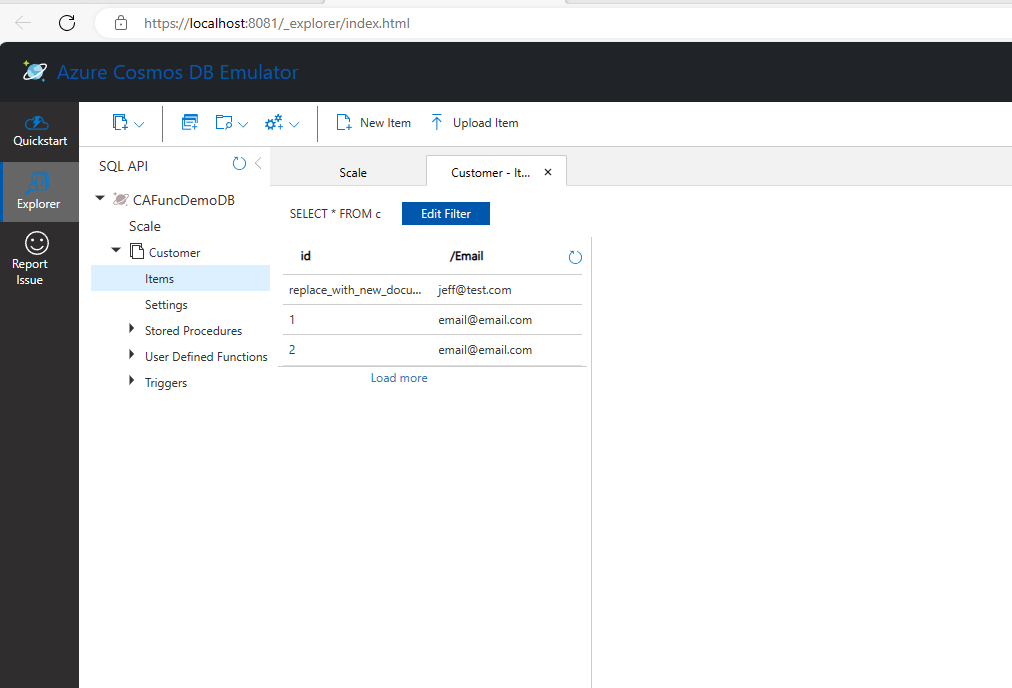 https://localhost:8081/_explorer/index.html
Azure Cosmos DB Emulator
Quickstart
Explorer
Report
Issue
New Item
Upload Item
SQL API
CAFuncDemoDB
Scale
Customer
Items
Settings
Stored Procedures
User Defined Functions
Triggers
Scale
Customer - It...
SELECT * FROM c
Edit Filter
id /Email
replace_with_new_docu... jeff@test.com
1 email@email.com
2 email@email.com
Load more